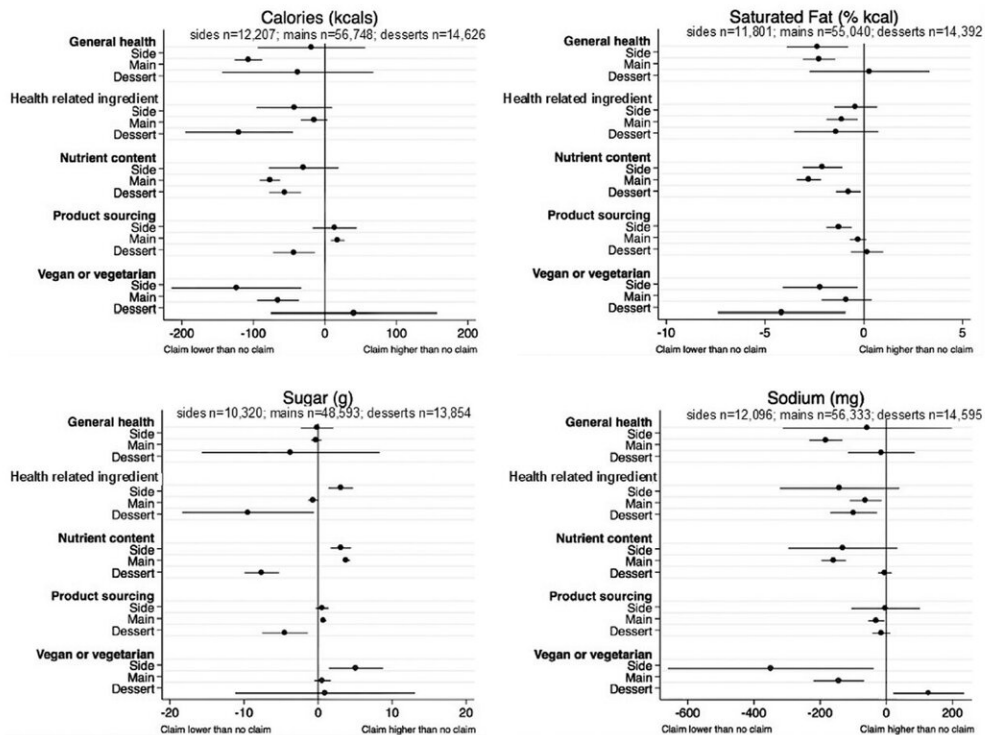 Calories (kcals)
sides n=12,207; mains n=56,748; desserts n=14,626
General health
Side
Main
Dessert
Health related ingredient
Side
Main
Dessert
Nutrient content
Side
Main
Dessert
Product sourcing
Side
Main
Dessert
Vegan or vegetarian
Side
Main
Dessert
-200 -100 0 100 200
Claim lower than no claim Claim higher than no claim
Saturated Fat (% kcal)
sides n=11,801; mains n=55,040; desserts n=14,392
General health
Side
Main
Dessert
Health related ingredient
Side
Main
Dessert
Nutrient content
Side
Main
Dessert
Product sourcing
Side
Main
Dessert
Vegan or vegetarian
Side
Main
Dessert
-10 -5 0 5
Claim lower than no claim Claim higher than no claim
Sugar (g)
sides n=10,320; mains n=48,593; desserts n=13,854
General health
Side
Main
Dessert
Health related ingredient
Side
Main
Dessert
Nutrient content
Side
Main
Dessert
Product sourcing
Side
Main
Dessert
Vegan or vegetarian
Side
Main
Dessert
-20 -10 0 10 20
Claim lower than no claim Claim higher than no claim
Sodium (mg)
sides n=12,096; mains n=56,333; desserts n=14,595
General health
Side
Main
Dessert
Health related ingredient
Side
Main
Dessert
Nutrient content
Side
Main
Dessert
Product sourcing
Side
Main
Dessert
Vegan or vegetarian
Side
Main
Dessert
-600 -400 -200 0 200
Claim lower than no claim Claim higher than no claim